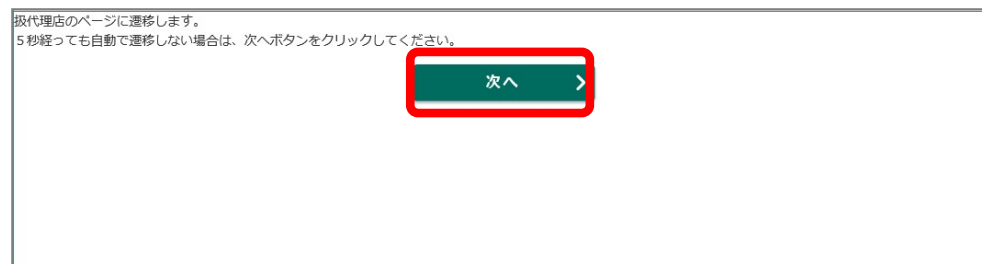 扱代理店のページに遷移します。
５秒経っても自動で遷移しない場合は、次へボタンをクリックしてください。
次へ